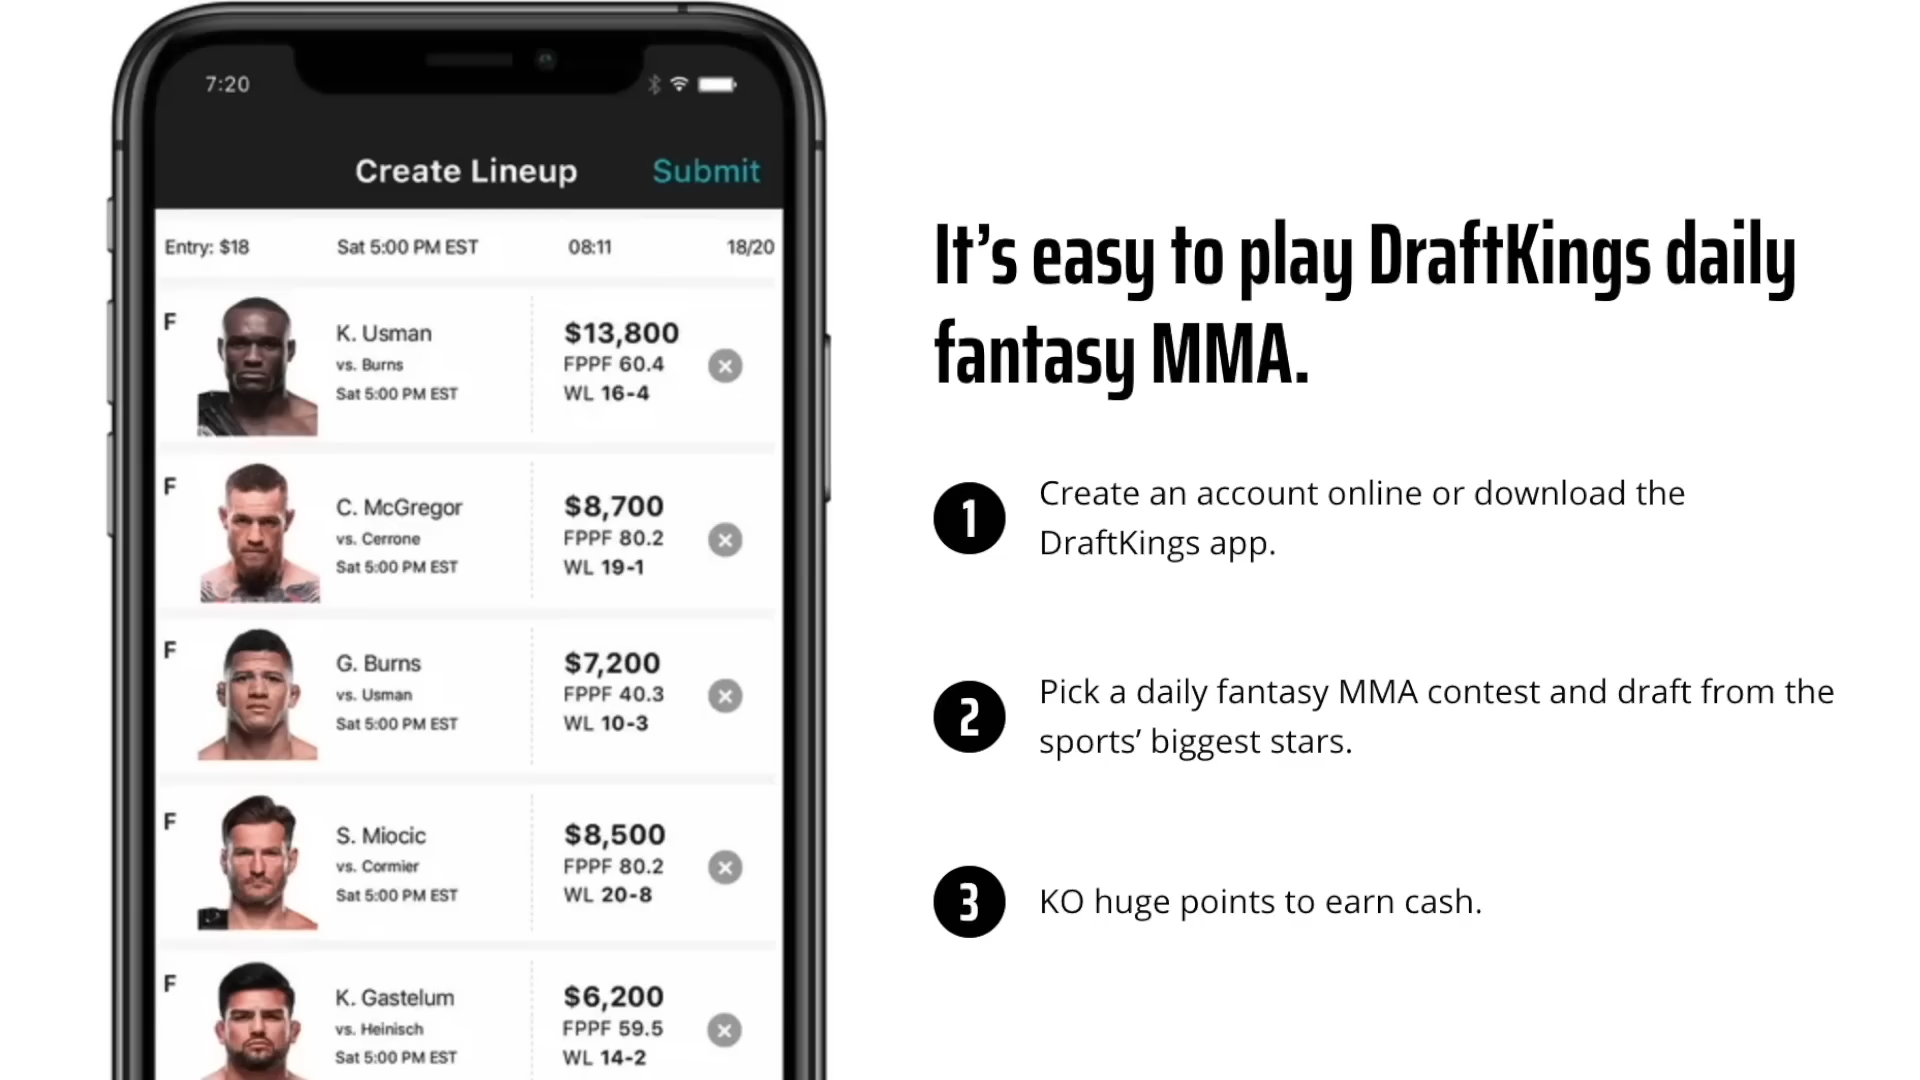 7:20
Create Lineup
Submit
Entry: $18
Sat 5:00 PM EST
08:11
18/20
F
K. Usman
vs. Burns
Sat 5:00 PM EST
$13,800
FPPF 60.4
WL 16-4
F
C. McGregor
vs. Cerrone
Sat 5:00 PM EST
$8,700
FPPF 80.2
WL 19-1
F
G. Burns
vs. Usman
Sat 5:00 PM EST
$7,200
FPPF 40.3
WL 10-3
F
S. Miocic
vs. Cormier
Sat 5:00 PM EST
$8,500
FPPF 80.2
WL 20-8
F
K. Gastelum
vs. Heinisch
Sat 5:00 PM EST
$6,200
FPPF 59.5
WL 14-2
It’s easy to play DraftKings daily
fantasy MMA.
1
Create an account online or download the
DraftKings app.
2
Pick a daily fantasy MMA contest and draft from the
sports’ biggest stars.
3
KO huge points to earn cash.